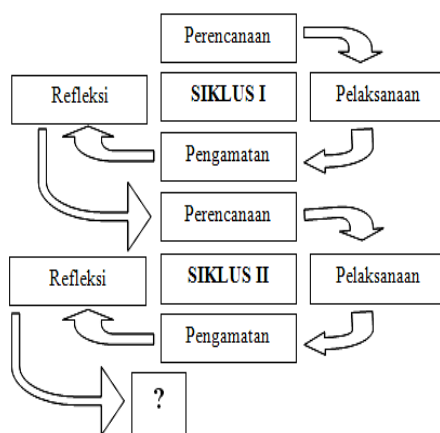 Perencanaan
Refleksi
SIKLUS I
Pelaksanaan
Pengamatan
Perencanaan
Refleksi
SIKLUS II
Pelaksanaan
Pengamatan
?